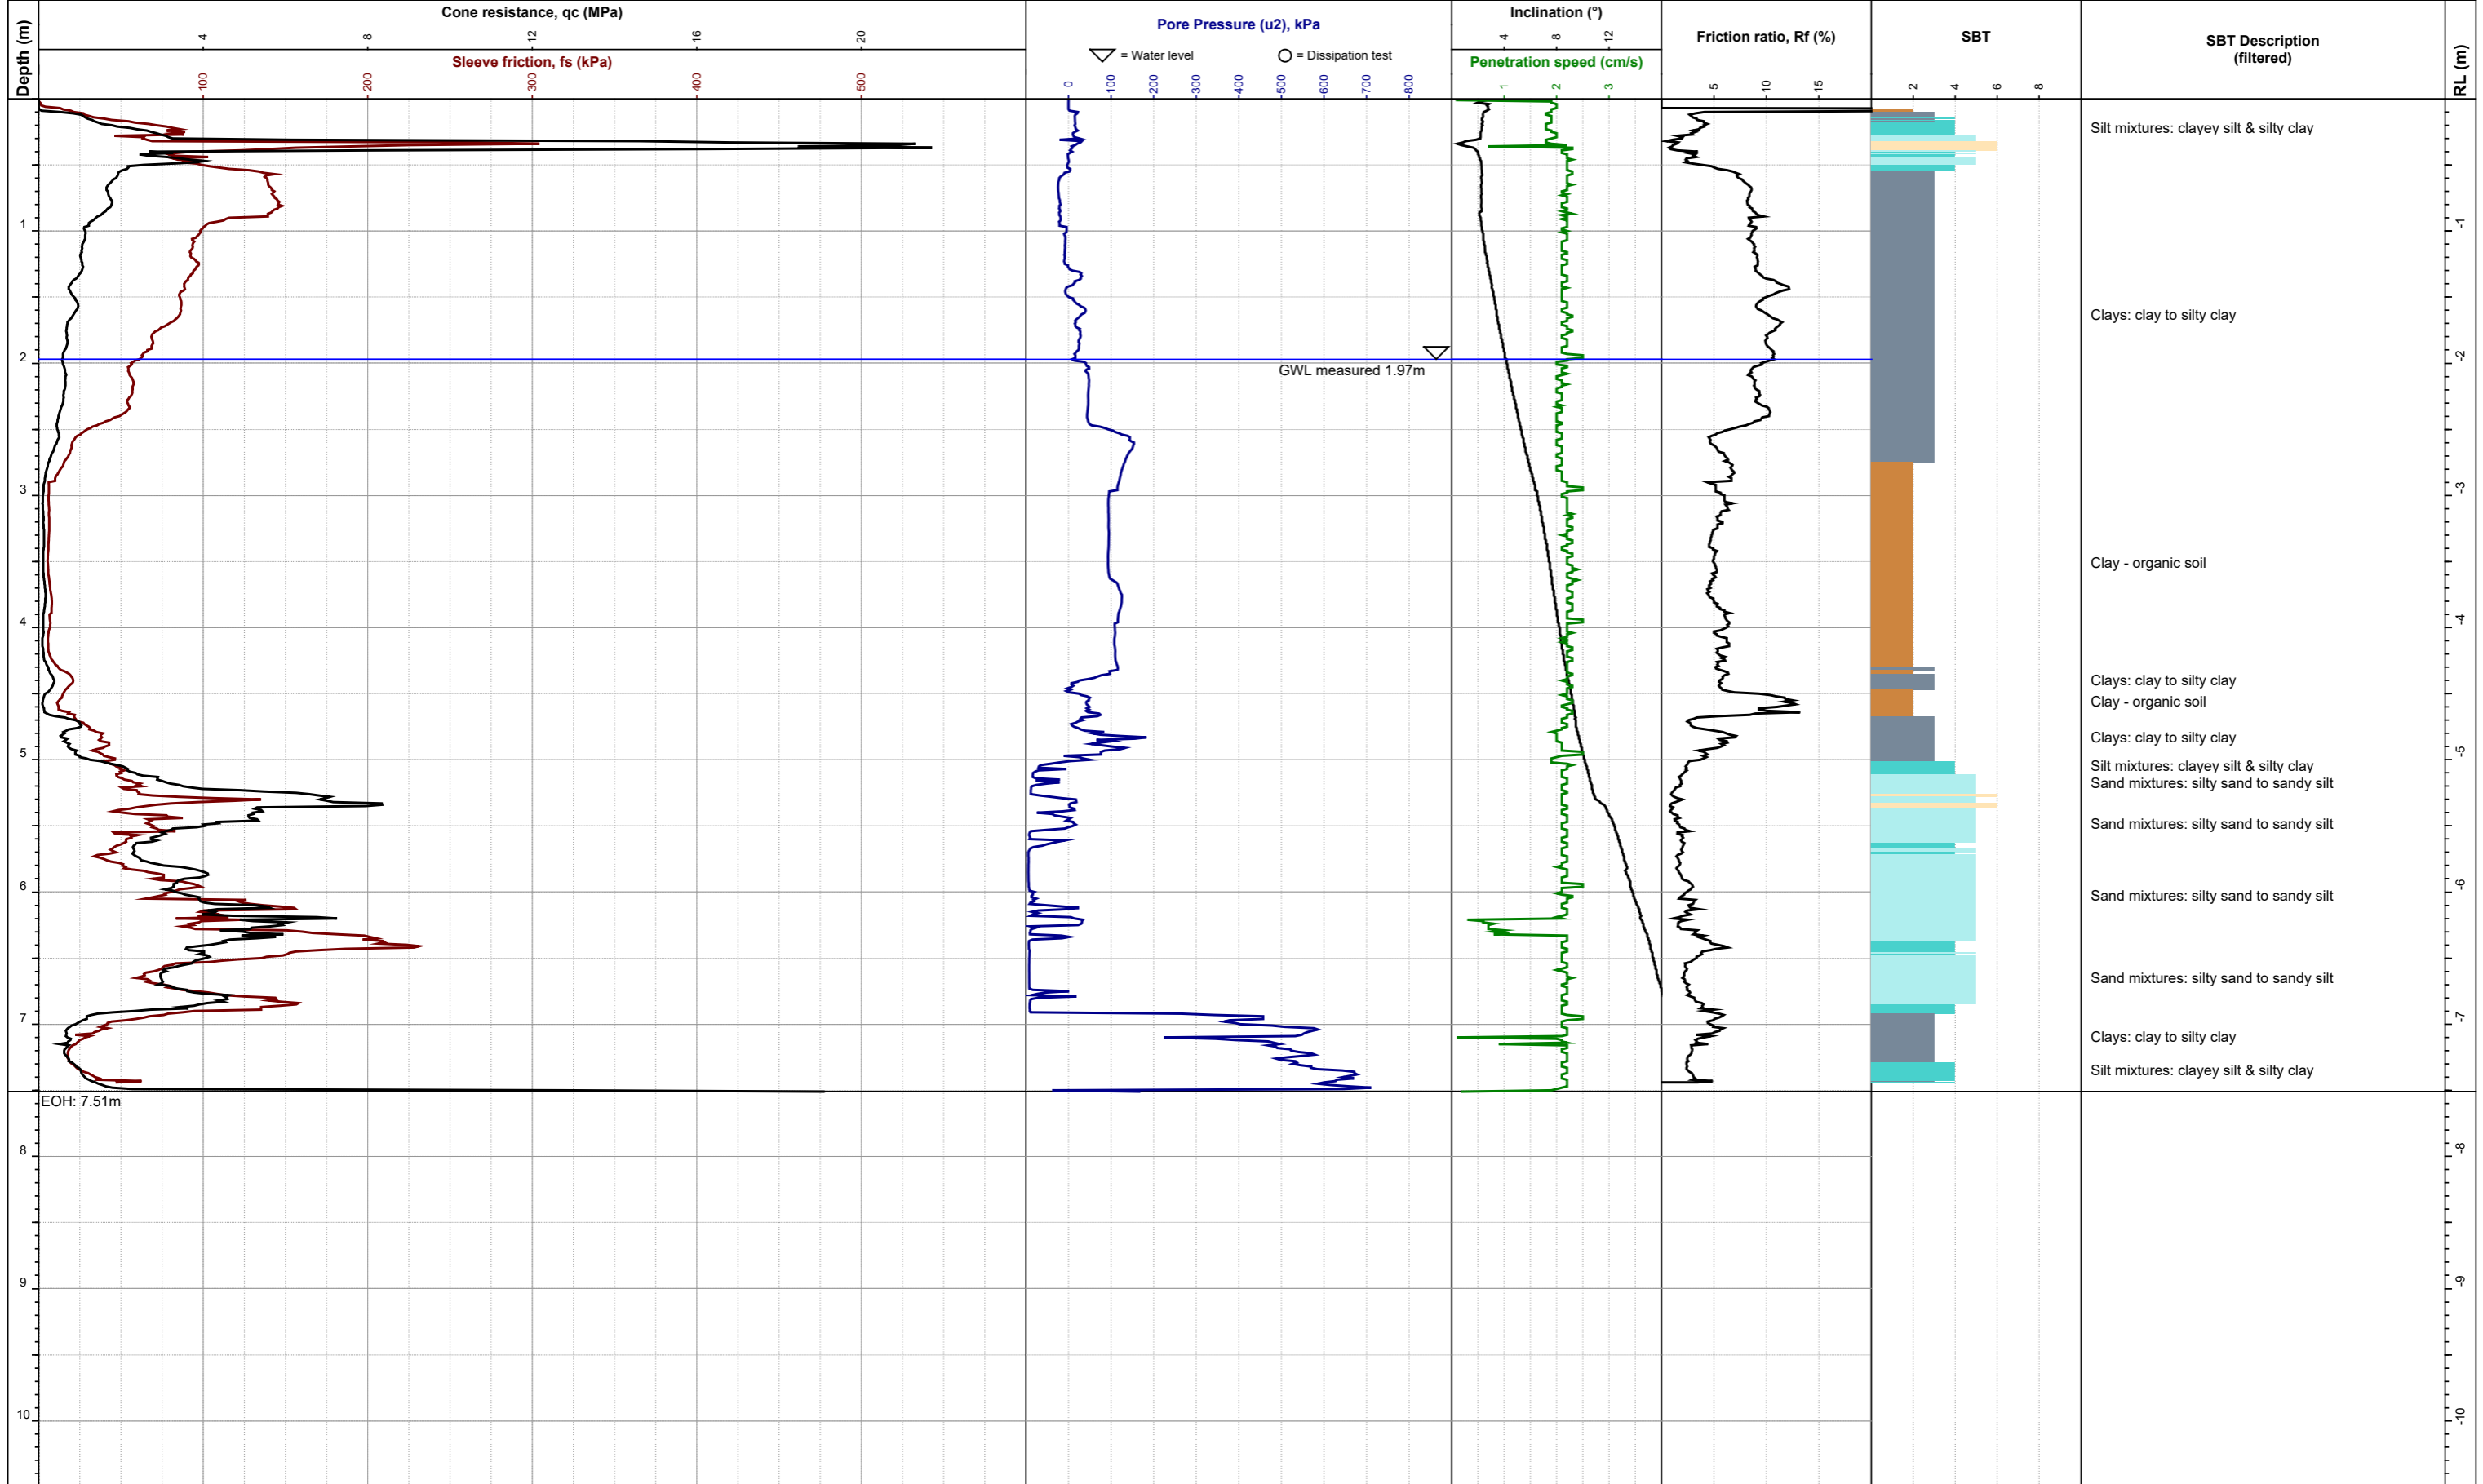 Depth (m)
Cone resistance, qc (MPa)
4
8
12
16
20
Sleeve friction, fs (kPa)
100
200
300
400
500
Pore Pressure (u2), kPa
= Water level
= Dissipation test
0
100
200
300
400
500
600
700
800
Inclination (°)
4
8
12
Penetration speed (cm/s)
1
2
3
Friction ratio, Rf (%)
5
10
15
SBT
2
4
6
8
SBT Description
(filtered)
RL (m)
Silt mixtures: clayey silt & silty clay
1
-1
Clays: clay to silty clay
2
-2
GWL measured 1.97m
3
-3
Clay - organic soil
4
-4
Clays: clay to silty clay
Clay - organic soil
Clays: clay to silty clay
5
-5
Silt mixtures: clayey silt & silty clay
Sand mixtures: silty sand to sandy silt
Sand mixtures: silty sand to sandy silt
6
-6
Sand mixtures: silty sand to sandy silt
Sand mixtures: silty sand to sandy silt
7
-7
Clays: clay to silty clay
Silt mixtures: clayey silt & silty clay
EOH: 7.51m
8
-8
9
-9
10
-10